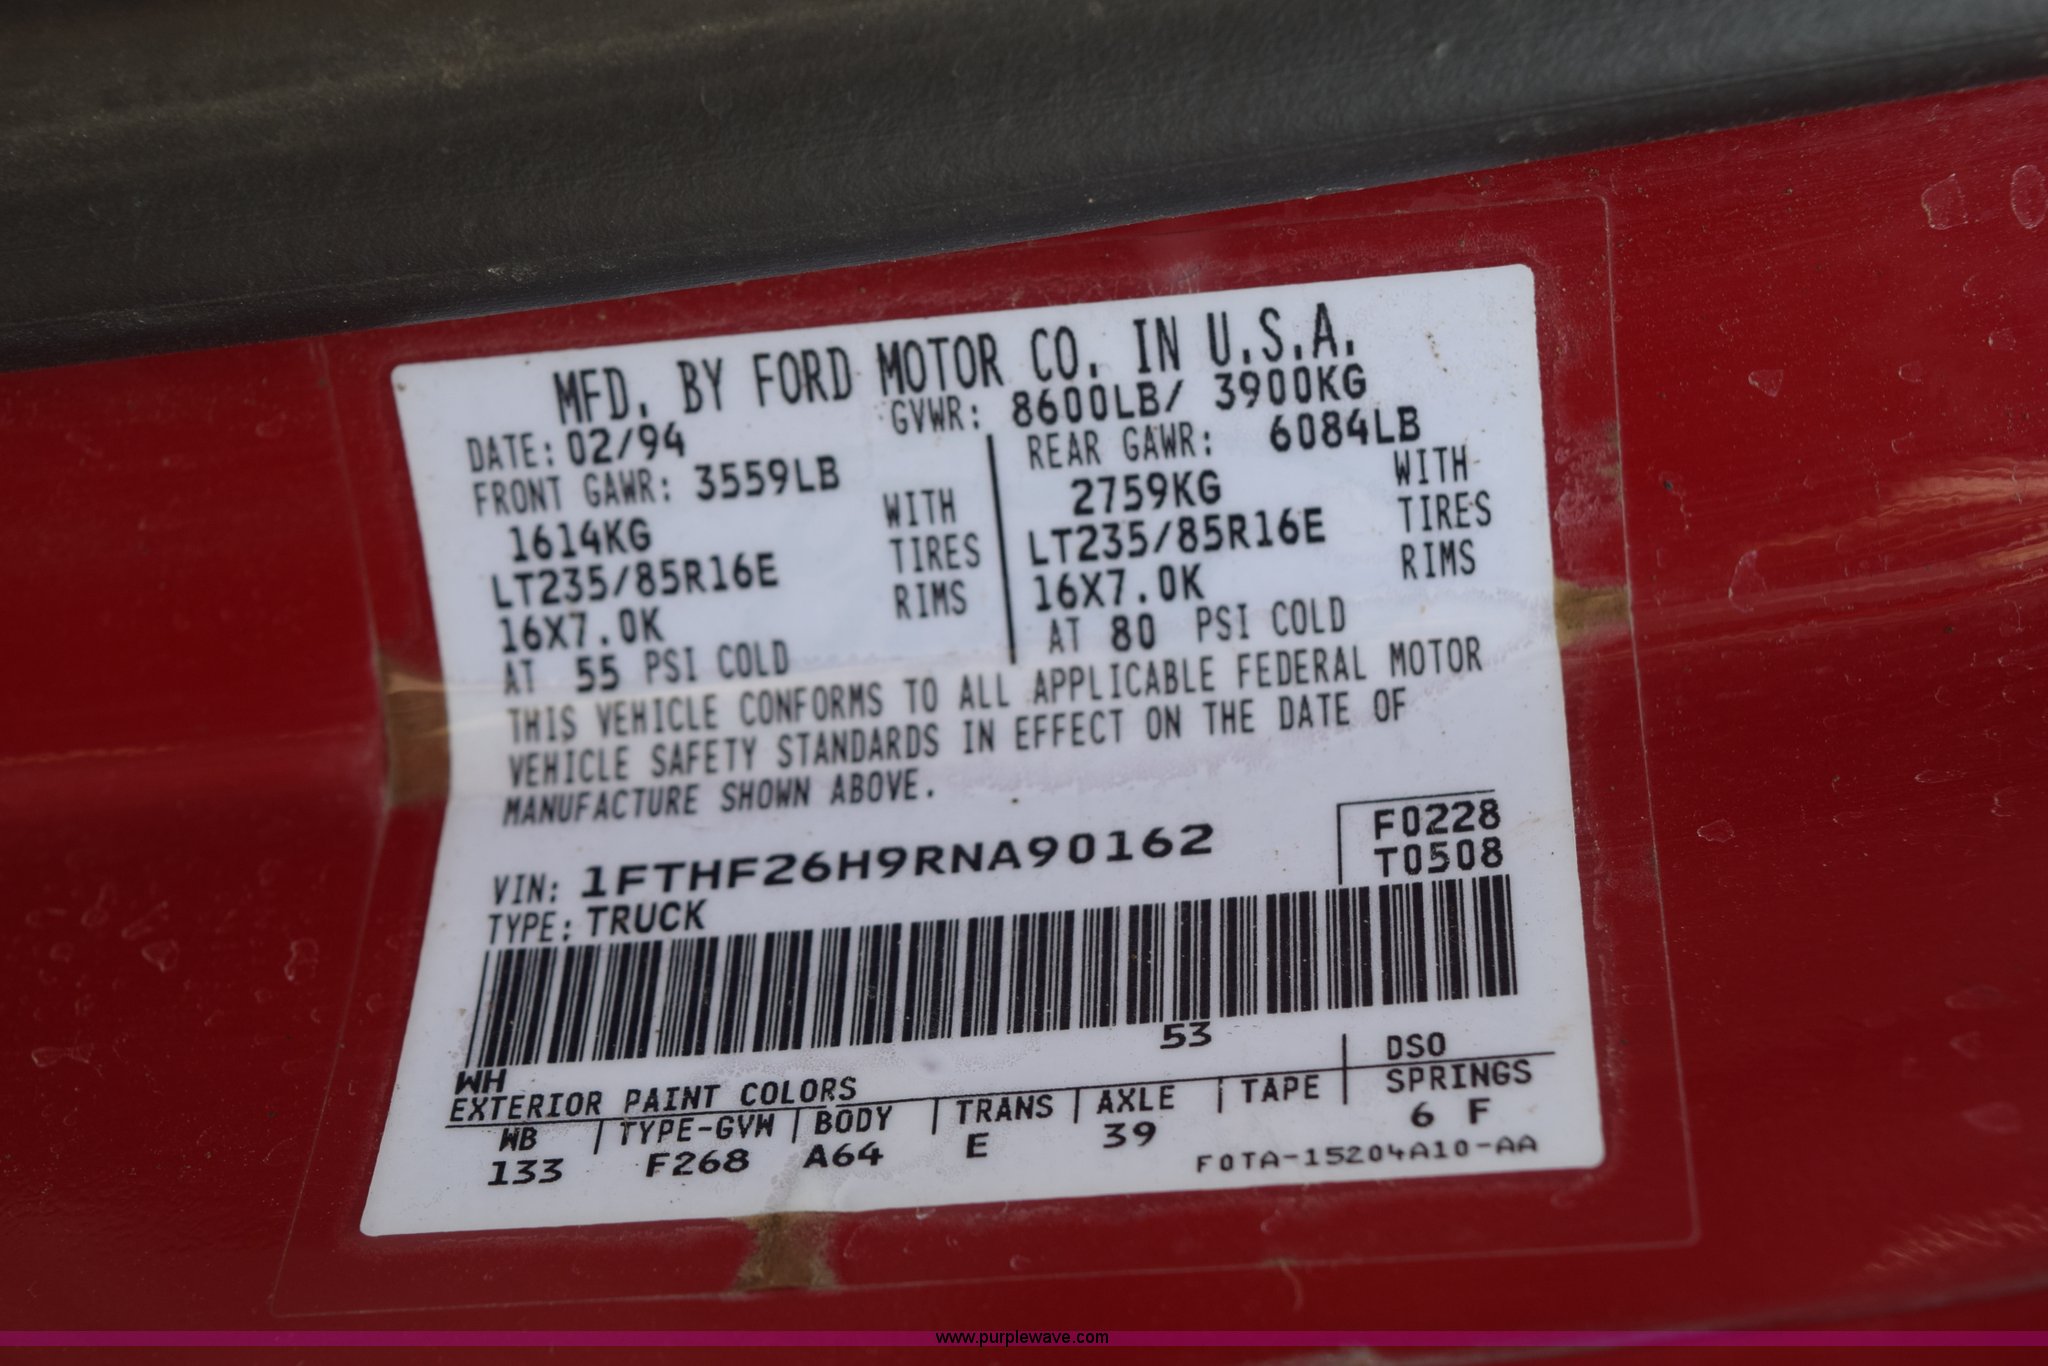 MFD. BY FORD MOTOR CO. IN U.S.A.
DATE: 02/94
GVWR: 8600LB/ 3900KG
FRONT GAWR: 3559LB
1614KG
WITH
LT235/85R16E
TIRES
16X7.0K
RIMS
AT 55 PSI COLD
REAR GAWR: 6084LB
2759KG
WITH
LT235/85R16E
TIRES
16X7.0K
RIMS
AT 80 PSI COLD
THIS VEHICLE CONFORMS TO ALL APPLICABLE FEDERAL MOTOR
VEHICLE SAFETY STANDARDS IN EFFECT ON THE DATE OF
MANUFACTURE SHOWN ABOVE.
VIN: 1FTHF26H9RNA90162
F0228
T0508
TYPE: TRUCK
53
WH
EXTERIOR PAINT COLORS
DSO
WB | TYPE-GVW | BODY | TRANS | AXLE | TAPE | SPRINGS
133 F268 A64 E 39 6 F
F0TA-15204A10-AA
www.purplewave.com